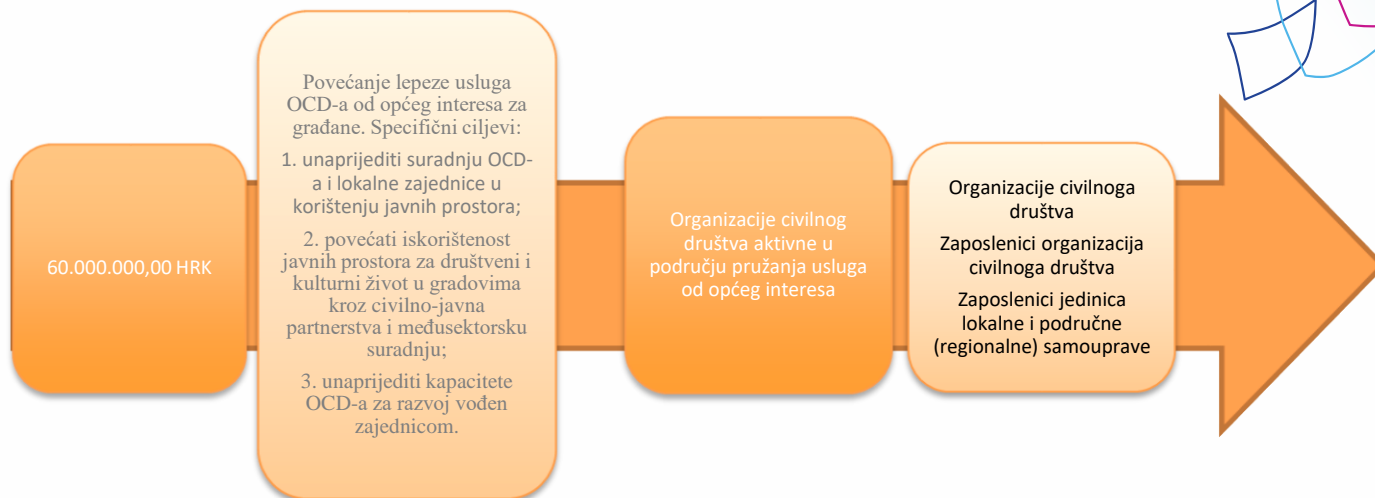 60.000.000,00 HRK
Povećanje lepeze usluga
OCD-a od općeg interesa za
građane. Specifični ciljevi:
1. unaprijediti suradnju OCD-
a i lokalne zajednice u
korištenju javnih prostora;
2. povećati iskorištenost
javnih prostora za društveni i
kulturni život u gradovima
kroz civilno-javna
partnerstva i međusektorsku
suradnju;
3. unaprijediti kapacitete
OCD-a za razvoj vođen
zajednicom.
Organizacije civilnog
društva aktivne u
području pružanja usluga
od općeg interesa
Organizacije civilnoga
društva
Zaposlenici organizacija
civilnoga društva
Zaposlenici jedinica
lokalne i područne
(regionalne) samouprave